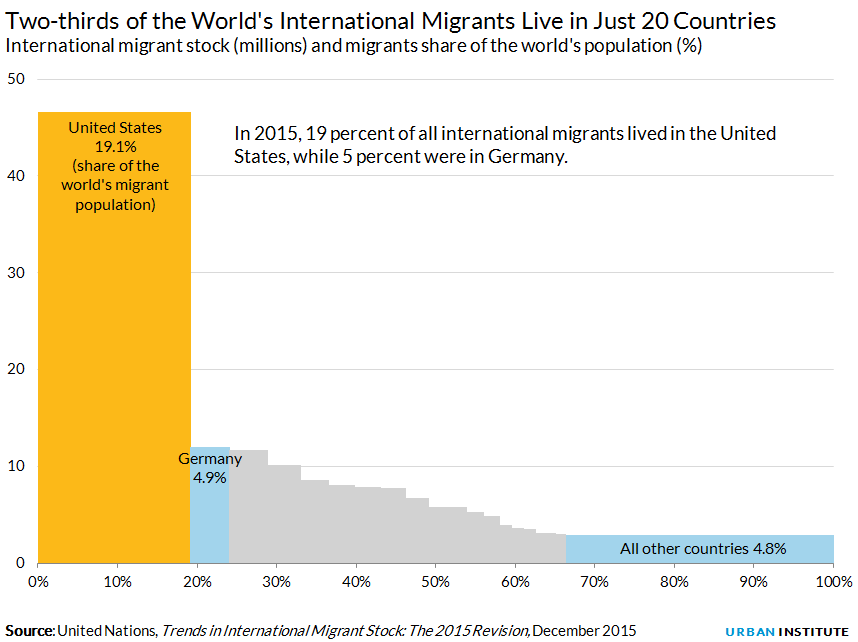 Two-thirds of the World's International Migrants Live in Just 20 Countries
International migrant stock (millions) and migrants share of the world's population (%)
50
40
30
20
10
0
United States
19.1%
(share of the
world's migrant
population)
In 2015, 19 percent of all international migrants lived in the United
States, while 5 percent were in Germany.
Germany
4.9%
All other countries 4.8%
0% 10% 20% 30% 40% 50% 60% 70% 80% 90% 100%
Source: United Nations, Trends in International Migrant Stock: The 2015 Revision, December 2015
URBAN INSTITUTE